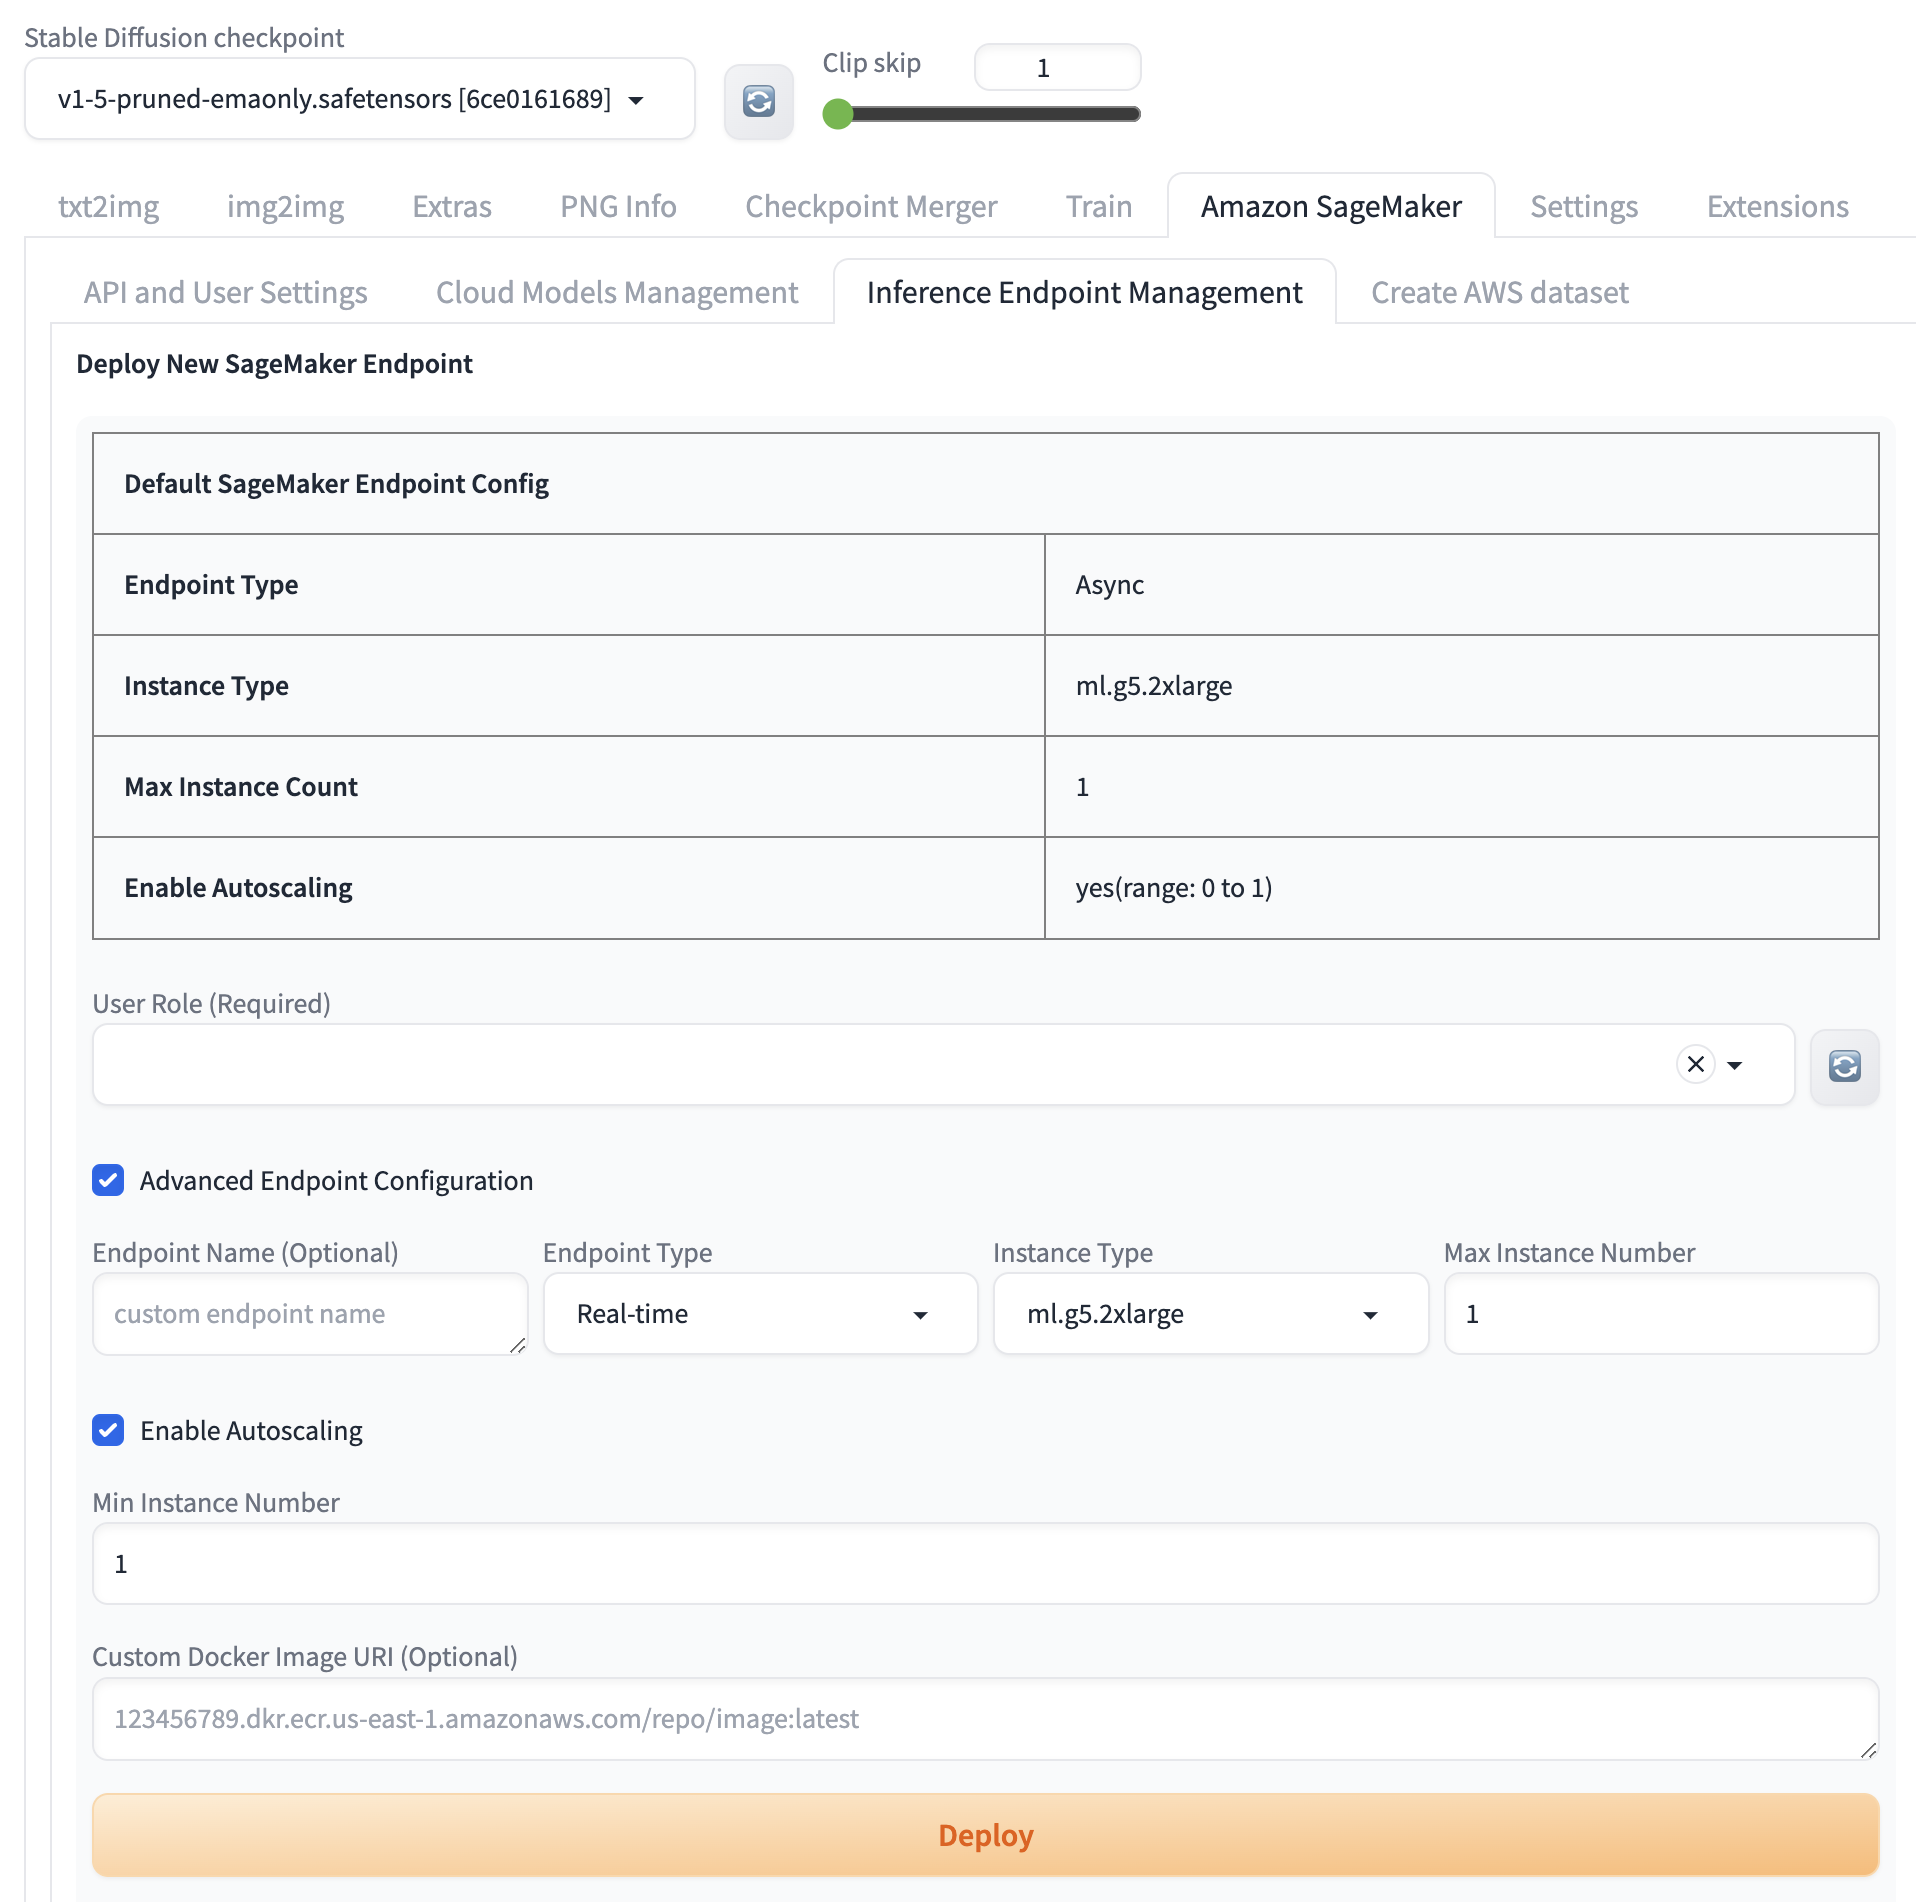 Stable Diffusion checkpoint
v1-5-pruned-emaonly.safetensors [6ce0161689]
Clip skip
1
txt2img img2img Extras PNG Info Checkpoint Merger Train Amazon SageMaker Settings Extensions
API and User Settings Cloud Models Management Inference Endpoint Management Create AWS dataset
Deploy New SageMaker Endpoint
Default SageMaker Endpoint Config
Endpoint Type Async
Instance Type ml.g5.2xlarge
Max Instance Count 1
Enable Autoscaling yes(range: 0 to 1)
User Role (Required)
Advanced Endpoint Configuration
Endpoint Name (Optional) Endpoint Type Instance Type Max Instance Number
custom endpoint name Real-time ml.g5.2xlarge 1
Enable Autoscaling
Min Instance Number
1
Custom Docker Image URI (Optional)
123456789.dkr.ecr.us-east-1.amazonaws.com/repo/image:latest
Deploy